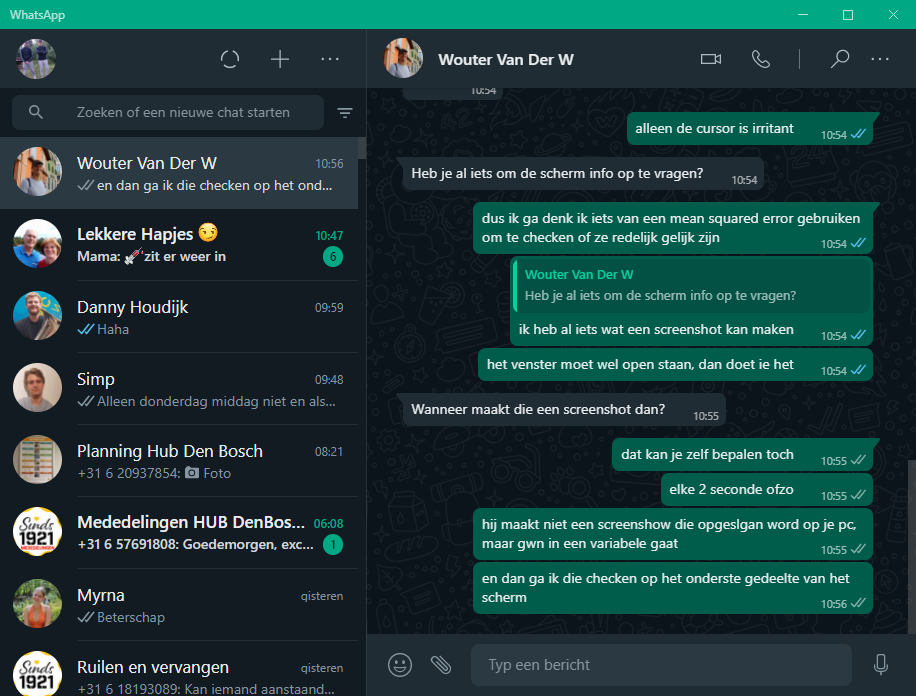 WhatsApp
Zoeken of een nieuwe chat starten
Wouter Van Der W
10:56
en dan ga ik die checken op het ond...
Lekkere Hapjes 😏
10:47
Mama: 💉zit er weer in
6
Danny Houdijk
09:59
Haha
Simp
09:48
Alleen donderdag middag niet en als...
Planning Hub Den Bosch
08:21
+31 6 20937854: 📷 Foto
Mededelingen HUB DenBos...
06:08
+31 6 57691808: Goedemorgen, exc...
1
Sinds
1921
MEDEDELINGEN
Myrna
gisteren
Beterschap
Ruilen en vervangen
gisteren
+31 6 18193089: Kan iemand aanstaand...
Sinds
1921
Wouter Van Der W
10:54
alleen de cursor is irritant
10:54
Heb je al iets om de scherm info op te vragen?
10:54
dus ik ga denk ik iets van een mean squared error gebruiken
om te checken of ze redelijk gelijk zijn
10:54
Wouter Van Der W
Heb je al iets om de scherm info op te vragen?
ik heb al iets wat een screenshot kan maken
10:54
het venster moet wel open staan, dan doet ie het
10:54
Wanneer maakt die een screenshot dan?
10:55
dat kan je zelf bepalen toch
10:55
elke 2 seconde ofzo
10:55
hij maakt niet een screenshow die opgeslgan word op je pc,
maar gwn in een variabele gaat
10:55
en dan ga ik die checken op het onderste gedeelte van het
scherm
10:56
Typ een bericht